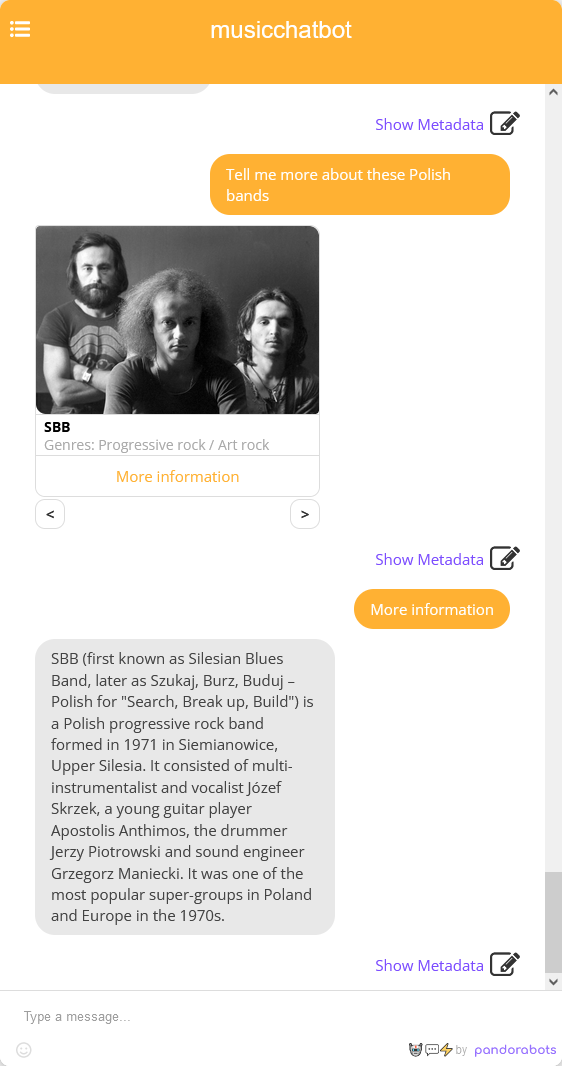 musicchatbot
Show Metadata
Tell me more about these Polish
bands
SBB
Genres: Progressive rock / Art rock
More information
< >
Show Metadata
More information
SBB (first known as Silesian Blues
Band, later as Szukaj, Burz, Buduj –
Polish for "Search, Break up, Build") is
a Polish progressive rock band
formed in 1971 in Siemianowice,
Upper Silesia. It consisted of multi-
instrumentalist and vocalist Józef
Skrzek, a young guitar player
Apostolis Anthimos, the drummer
Jerzy Piotrowski and sound engineer
Grzegorz Maniecki. It was one of the
most popular super-groups in Poland
and Europe in the 1970s.
Show Metadata
Type a message...
by pandorabots